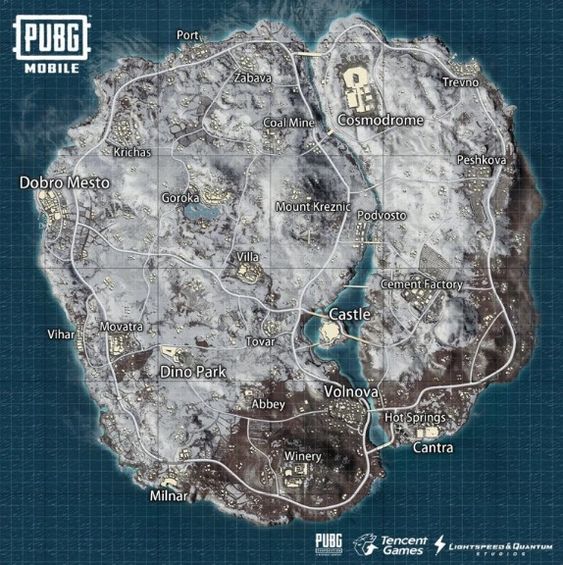 PUBG
MOBILE
Port
Zabava
Trevno
Coal Mine
Cosmodrome
Krichas
Peshkova
Dobro Mesto
Goroka
Mount Kreznic
Podvosto
Villa
Cement Factory
Castle
Vihar
Movatra
Tovar
Dino Park
Volnova
Abbey
Hot Springs
Cantra
Winery
Milnar
PUBG
Tencent
Games
LIGHTSPEED & QUANTUM
STUDIOS